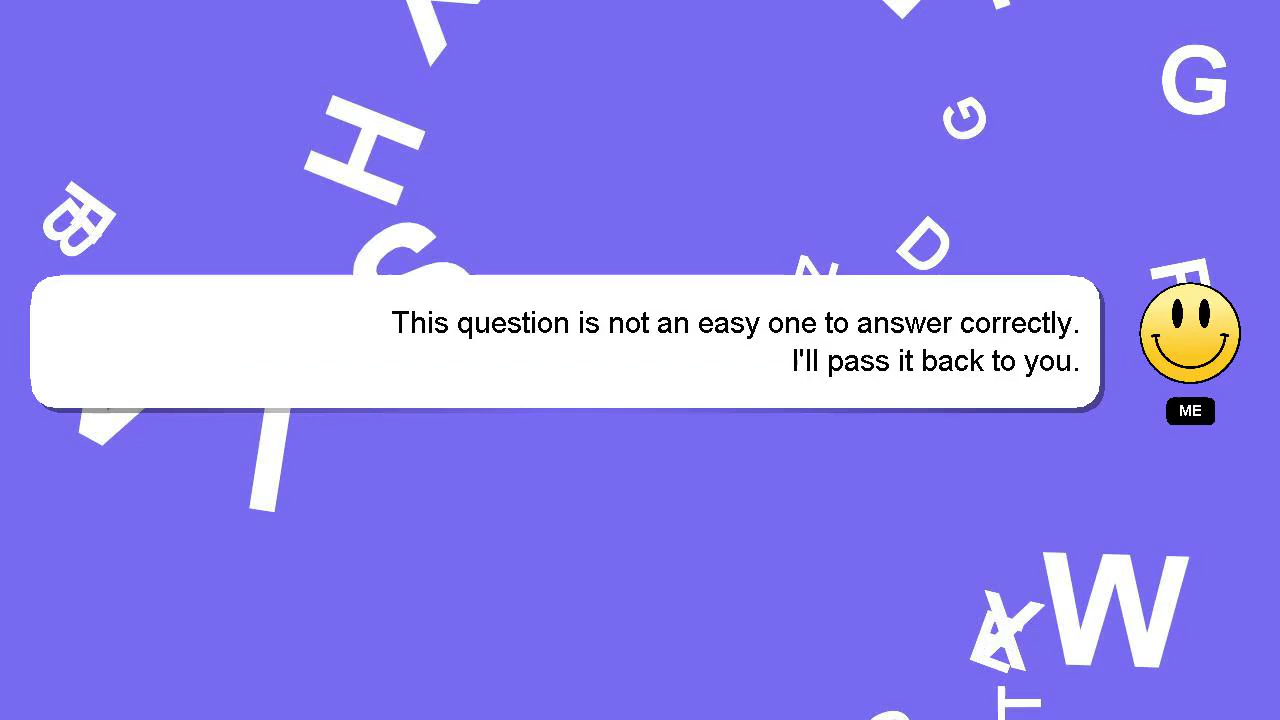 This question is not an easy one to answer correctly.
I'll pass it back to you.
ME
G
G
H
D
W
T